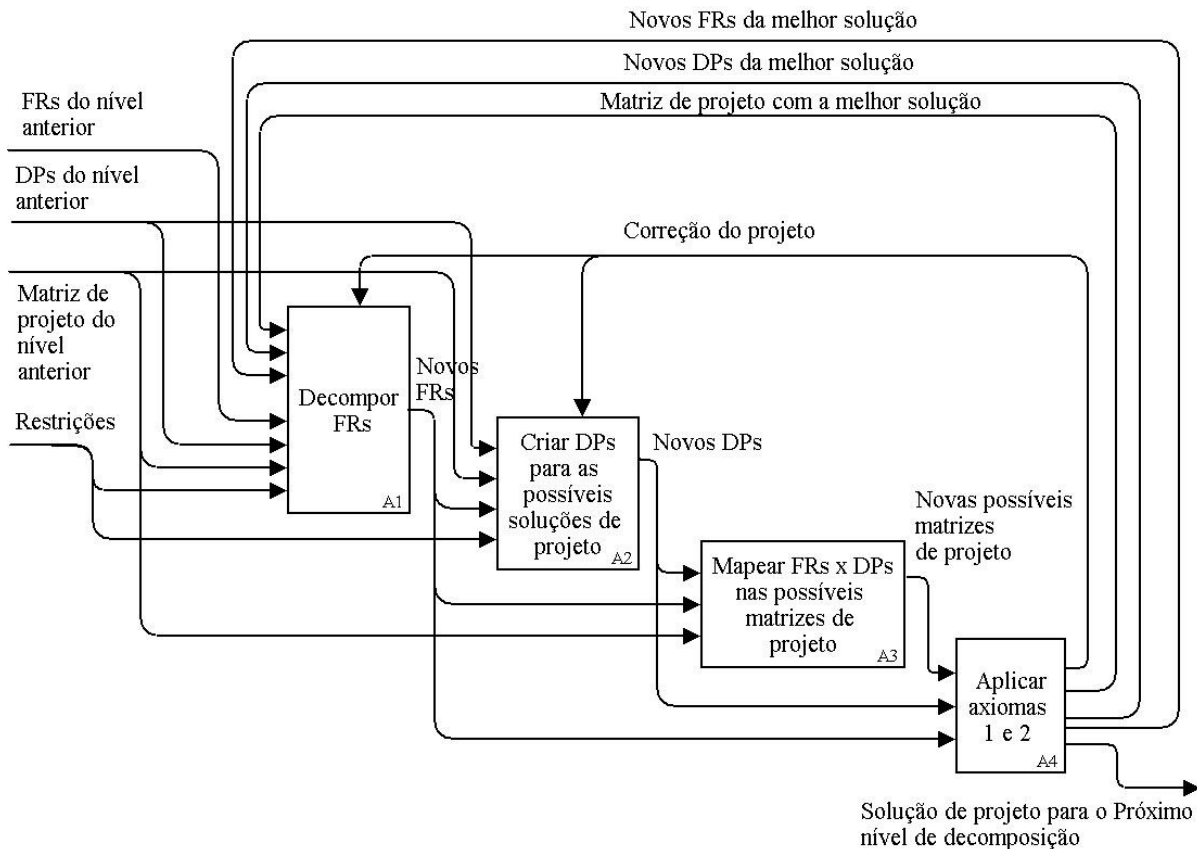 Novos FRs da melhor solução
Novos DPs da melhor solução
Matriz de projeto com a melhor solução
FRs do nível
anterior
DPs do nível
anterior
Correção do projeto
Matriz de
projeto do
nível
anterior
Restrições
Decompor
FRs
A1
Novos
FRs
Criar DPs
para as
possíveis
soluções de
projeto
A2
Novos DPs
Mapear FRs x DPs
nas possíveis
matrizes de
projeto
A3
Novas possíveis
matrizes
de projeto
Aplicar
axiomas
1 e 2
A4
Solução de projeto para o Próximo
nível de decomposição